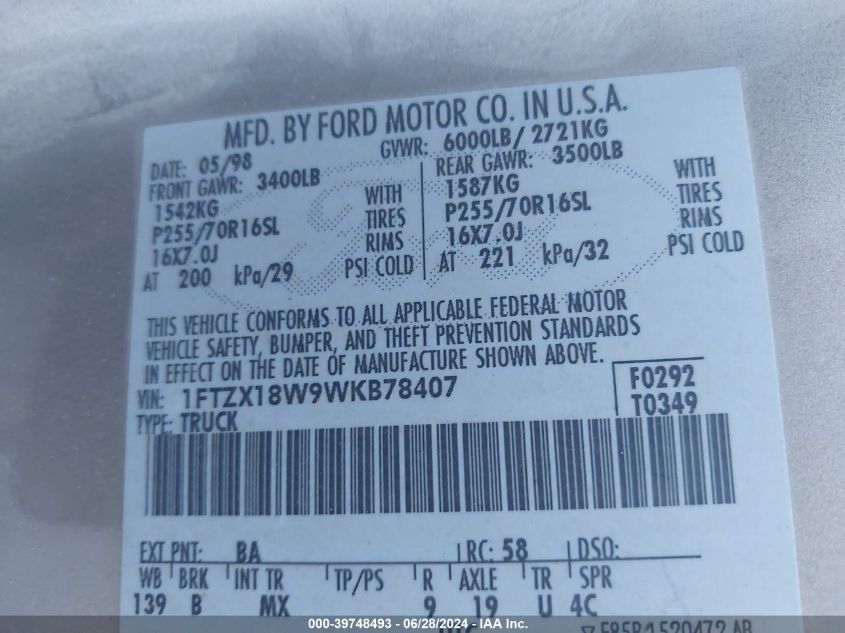 MFD. BY FORD MOTOR CO. IN U.S.A.
DATE: 05/98 GVWR: 6000LB/ 2721KG
FRONT GAWR: 3400LB REAR GAWR: 3500LB
1542KG WITH 1587KG WITH
P255/70R16SL TIRES P255/70R16SL TIRES
16X7.0J RIMS 16X7.0J RIMS
AT 200 kPa/29 PSI COLD AT 221 kPa/32 PSI COLD
THIS VEHICLE CONFORMS TO ALL APPLICABLE FEDERAL MOTOR
VEHICLE SAFETY, BUMPER, AND THEFT PREVENTION STANDARDS
IN EFFECT ON THE DATE OF MANUFACTURE SHOWN ABOVE.
VIN: 1FTZX18W9WKB78407 F0292
TYPE: TRUCK T0349
EXT PNT: BA RC: 58 DSO:
WB BRK INT TR TP/PS R AXLE TR SPR
139 B MX 9 19 U 4C
000-39748493 - 06/28/2024 - IAA Inc.